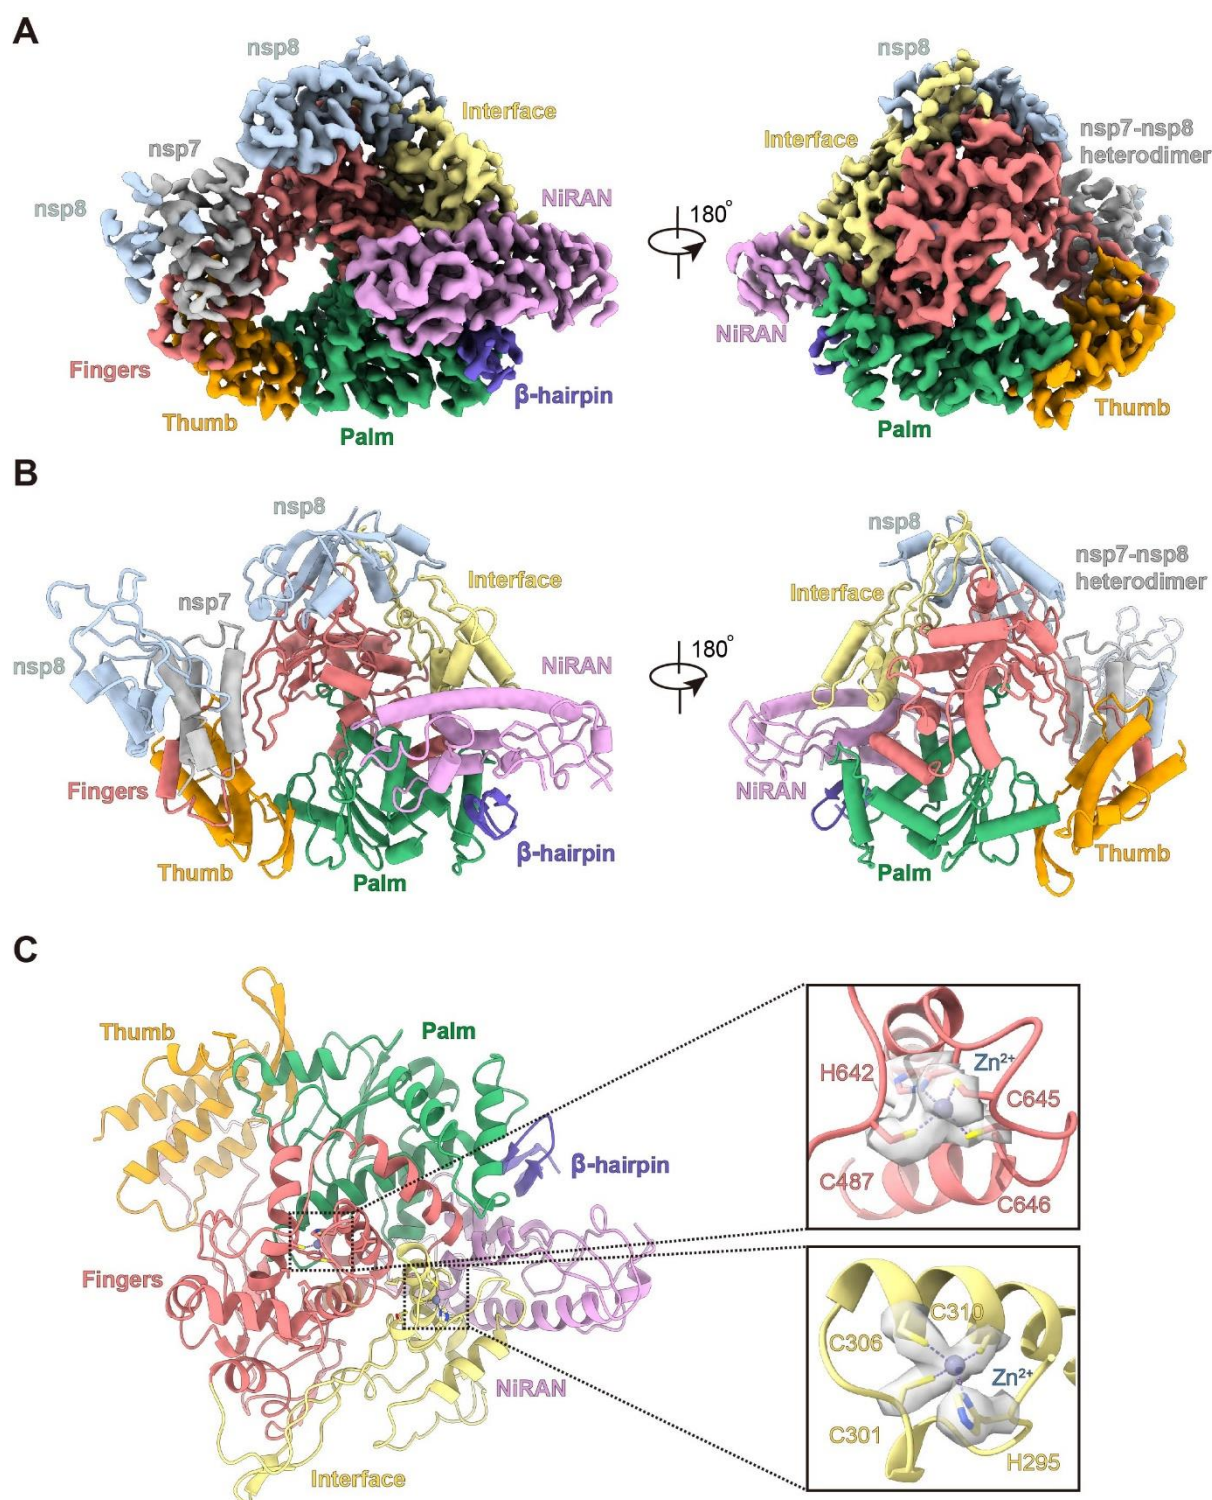 A
nsp8
Interface
nsp7
NiRAN
nsp8
Fingers
Thumb
Palm
β-hairpin
180°
nsp8
Interface
nsp7-nsp8
heterodimer
NiRAN
Palm
Thumb
B
nsp8
Interface
nsp7
nsp8
NiRAN
Fingers
Thumb
Palm
β-hairpin
180°
nsp8
nsp7-nsp8
heterodimer
Interface
NiRAN
Palm
Thumb
C
Thumb
Palm
β-hairpin
Fingers
NiRAN
Interface
Zn²⁺
H642
C645
C487
C646
C310
C306
Zn²⁺
C301
H295